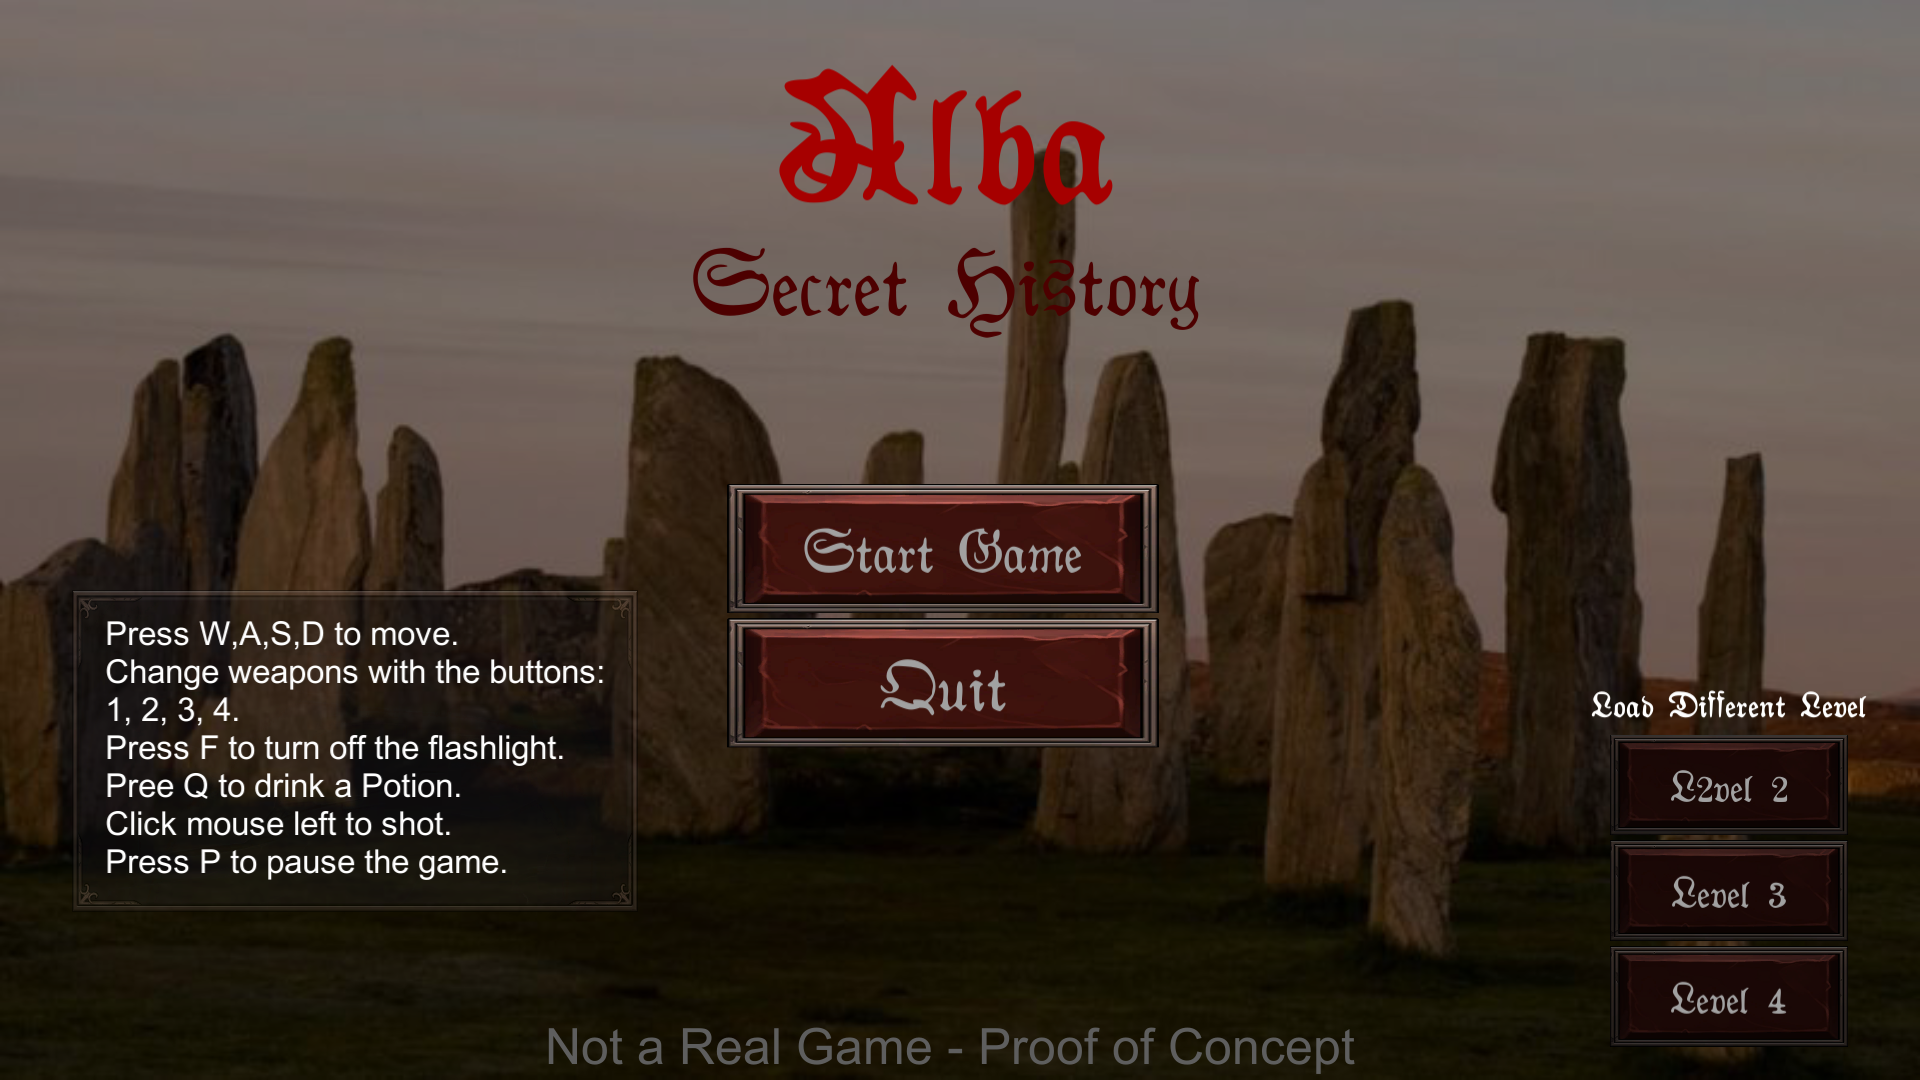 Alba
Secret History
Start Game
Quit
Press W,A,S,D to move.
Change weapons with the buttons:
1, 2, 3, 4.
Press F to turn off the flashlight.
Pree Q to drink a Potion.
Click mouse left to shot.
Press P to pause the game.
Load Different Level
L2vel 2
Level 3
Level 4
Not a Real Game - Proof of Concept